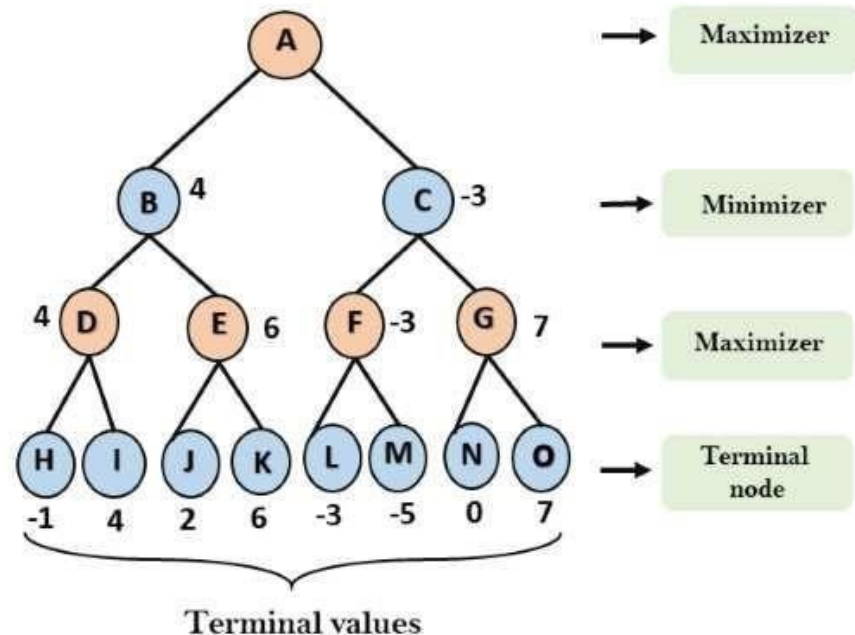 A
Maximizer
B 4 C -3
Minimizer
4 D E 6 F -3 G 7
Maximizer
H I J K L M N O
Terminal
node
-1 4 2 6 -3 -5 0 7
Terminal values